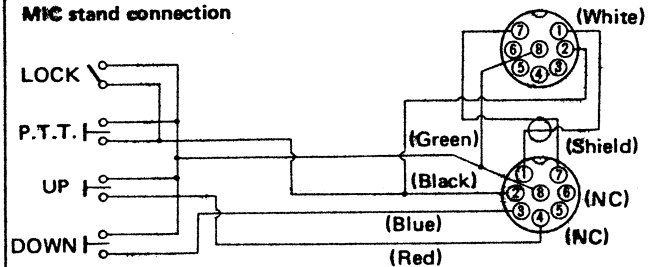 MIC stand connection
(White)
7 1
6 8 2
5 4 3
LOCK
P.T.T.
(Green)
(Shield)
1 7
UP
(Black)
2 8 6
(NC)
3 4 5
(Blue)
(NC)
DOWN
(Red)